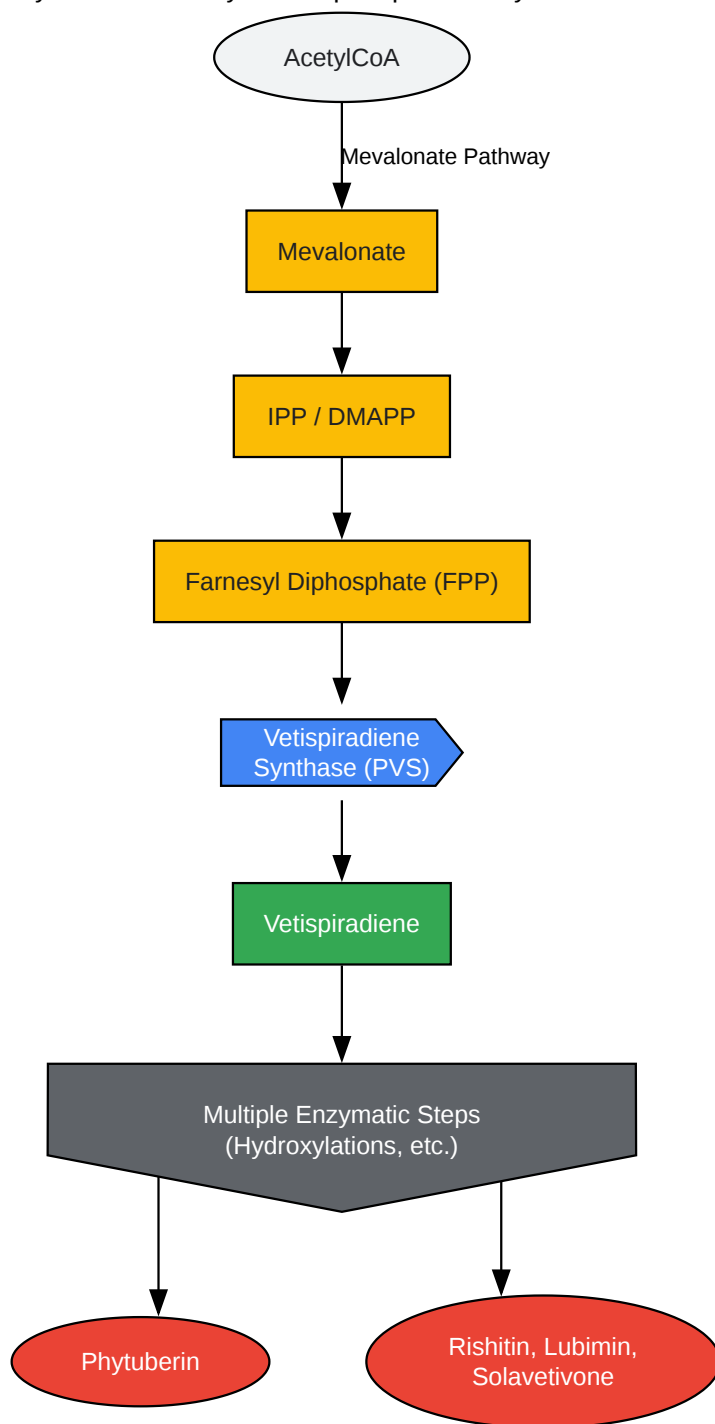 AcetylCoA
Mevalonate Pathway
Mevalonate
IPP / DMAPP
Farnesyl Diphosphate (FPP)
Vetispiradiene
Synthase (PVS)
Vetispiradiene
Multiple Enzymatic Steps
(Hydroxylations, etc.)
Phytuberin
Rishitin, Lubimin,
Solavetivone